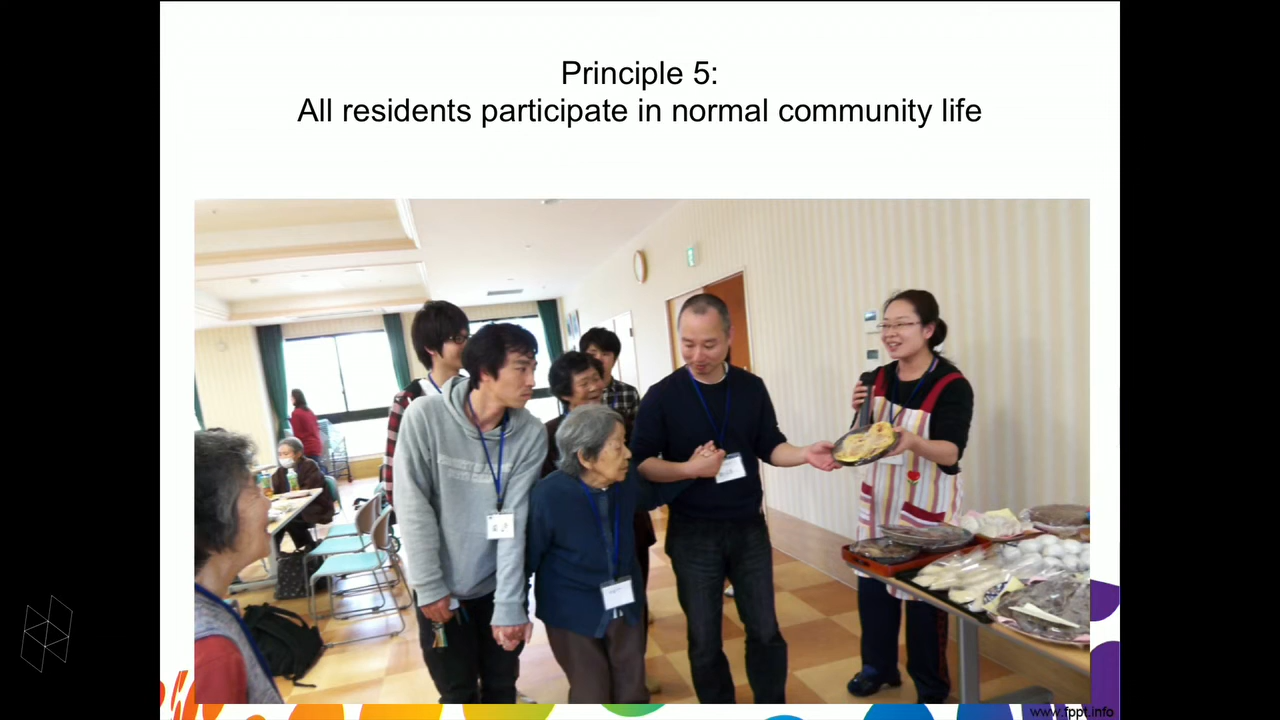 Principle 5:
All residents participate in normal community life
www.fppt.info